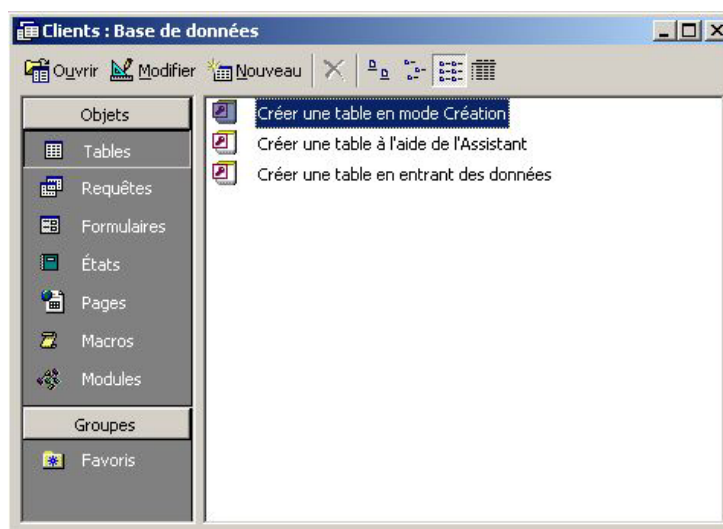 Clients : Base de données
Ouvrir Modifier Nouveau
Objets
Tables
Requêtes
Formulaires
États
Pages
Macros
Modules
Groupes
Favoris
Créer une table en mode Création
Créer une table à l'aide de l'Assistant
Créer une table en entrant des données